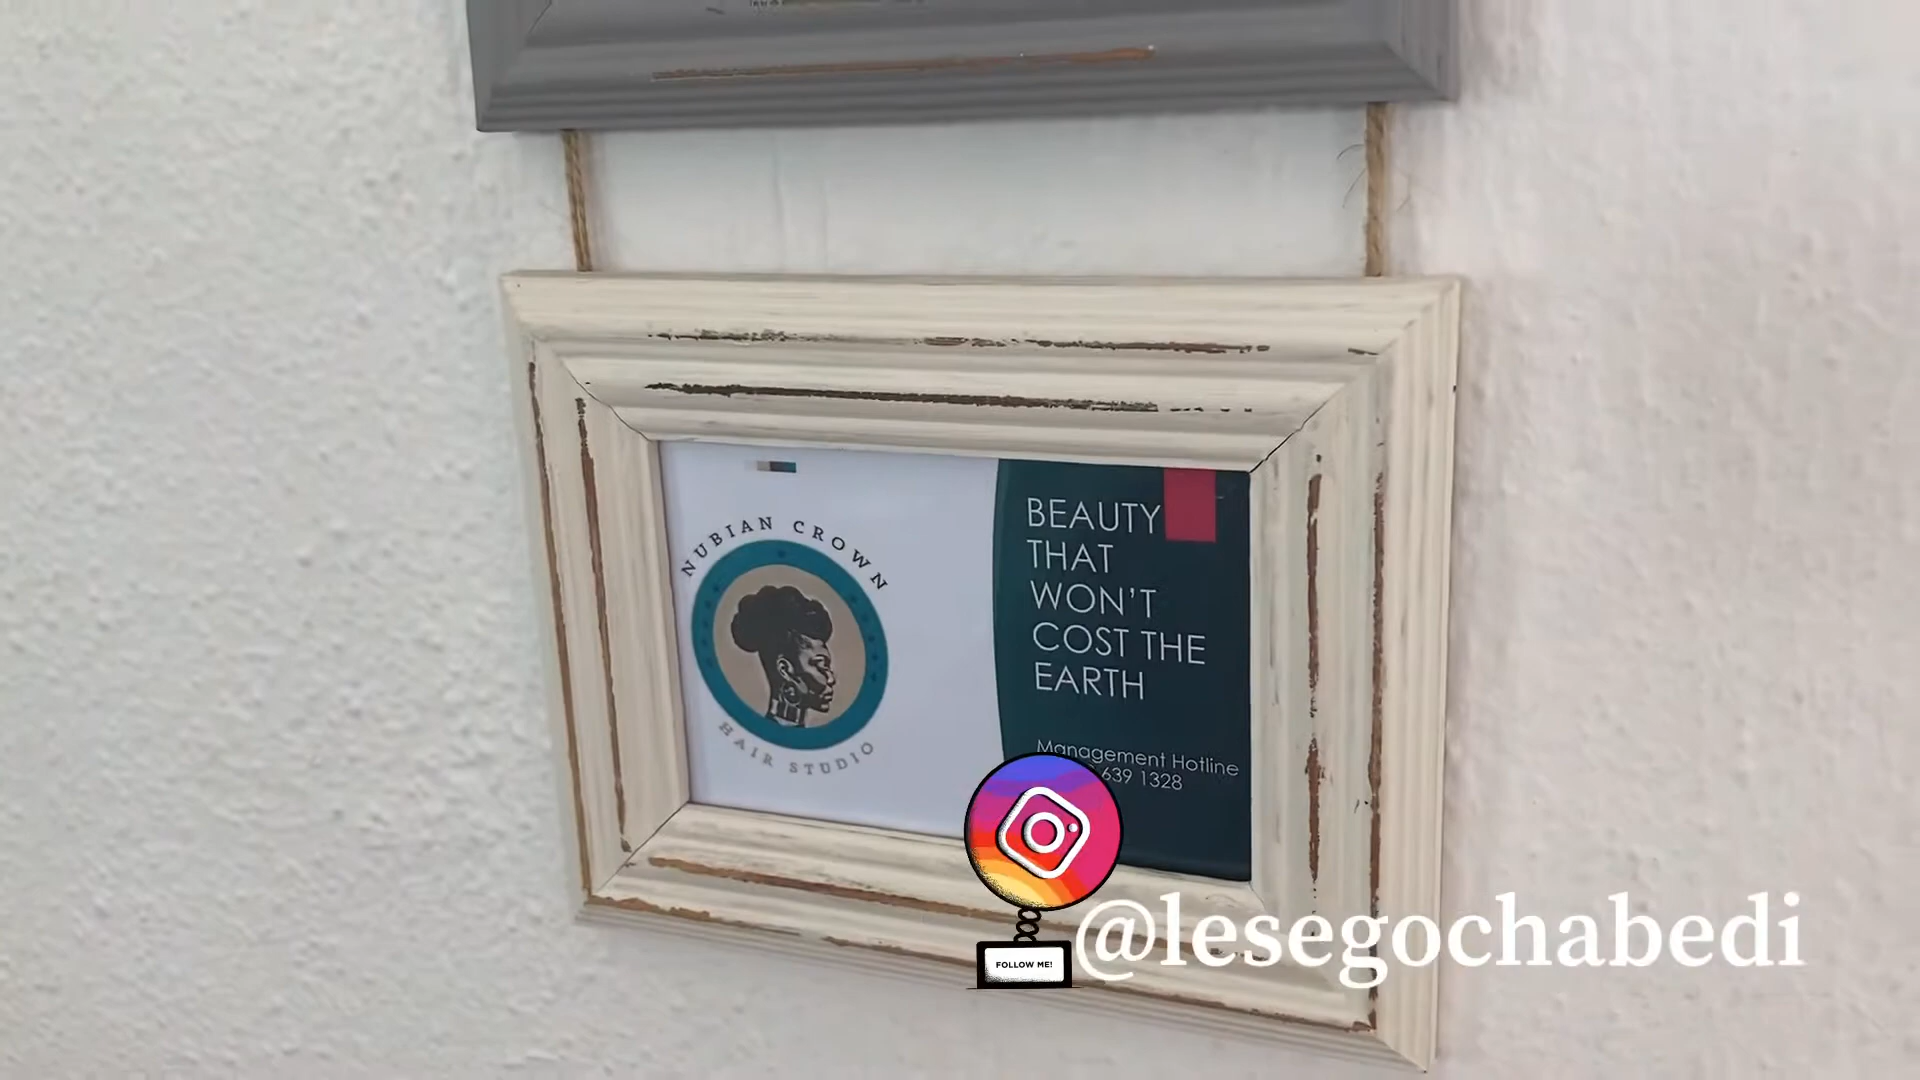 NUBIAN CROWN
HAIR STUDIO
BEAUTY
THAT
WON'T
COST THE
EARTH
Management Hotline
639 1328
FOLLOW ME!
@lesegochabedi